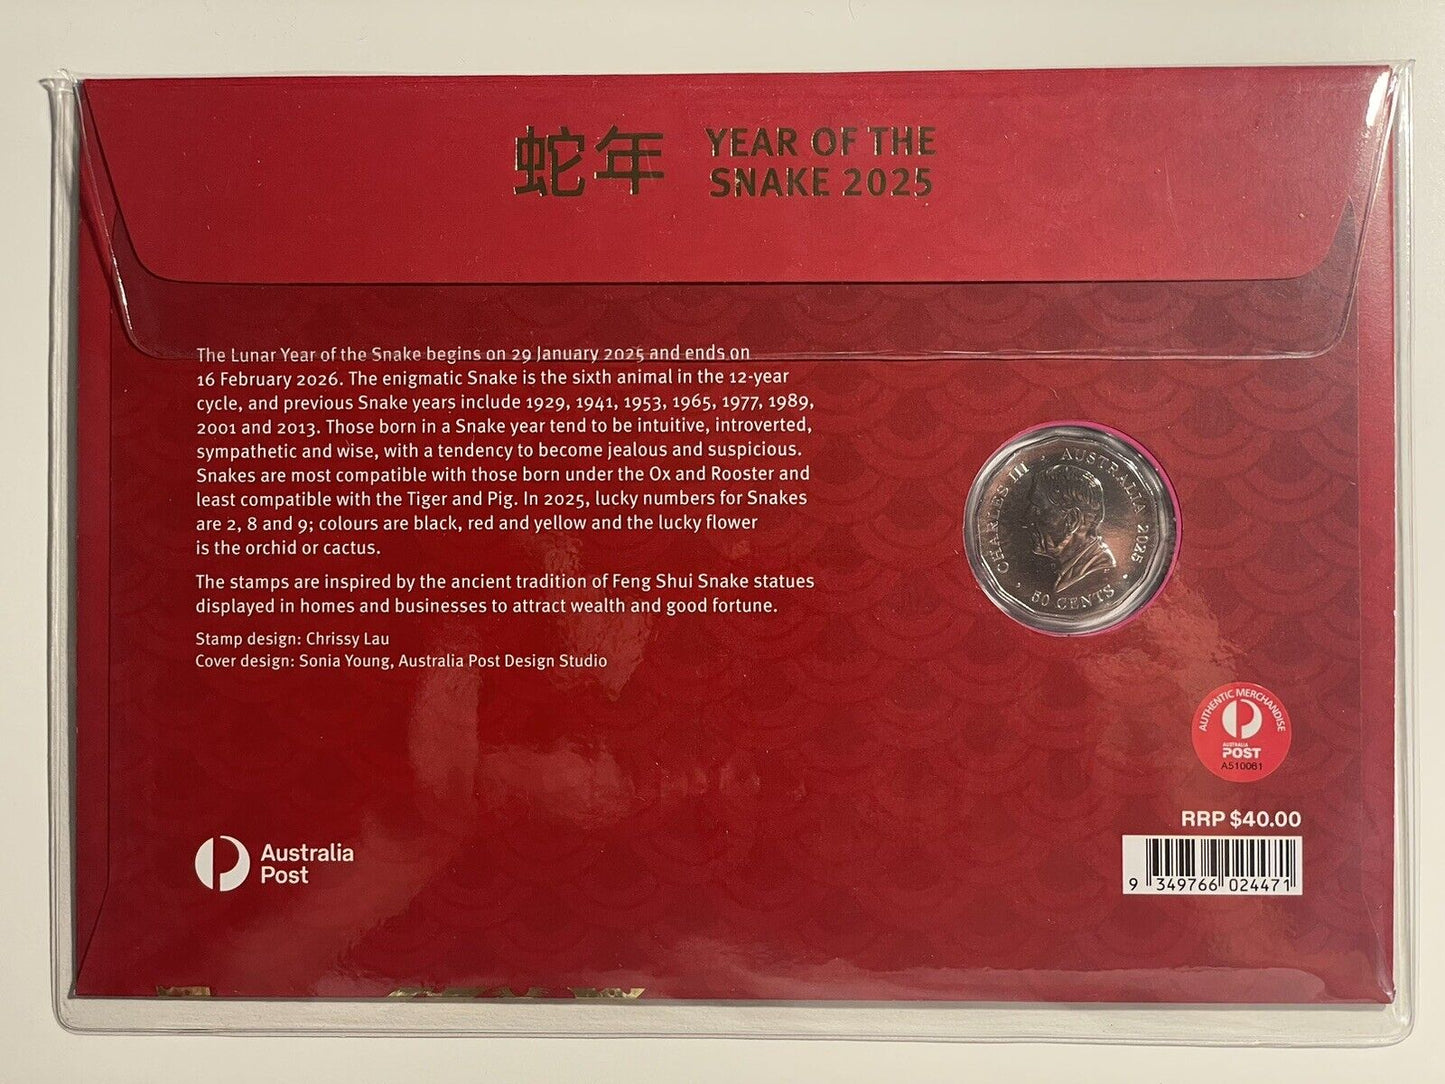 蛇年
YEAR OF THE
SNAKE 2025
The Lunar Year of the Snake begins on 29 January 2025 and ends on
16 February 2026. The enigmatic Snake is the sixth animal in the 12-year
cycle, and previous Snake years include 1929, 1941, 1953, 1965, 1977, 1989,
2001 and 2013. Those born in a Snake year tend to be intuitive, introverted,
sympathetic and wise, with a tendency to become jealous and suspicious.
Snakes are most compatible with those born under the Ox and Rooster and
least compatible with the Tiger and Pig. In 2025, lucky numbers for Snakes
are 2, 8 and 9; colours are black, red and yellow and the lucky flower
is the orchid or cactus.
The stamps are inspired by the ancient tradition of Feng Shui Snake statues
displayed in homes and businesses to attract wealth and good fortune.
Stamp design: Chrissy Lau
Cover design: Sonia Young, Australia Post Design Studio
CHARLES III · AUSTRALIA 2025 ·
50 CENTS ·
AUTHENTIC MERCHANDISE
AUSTRALIA
POST
A510061
RRP $40.00
9 349766 024471
Australia
Post